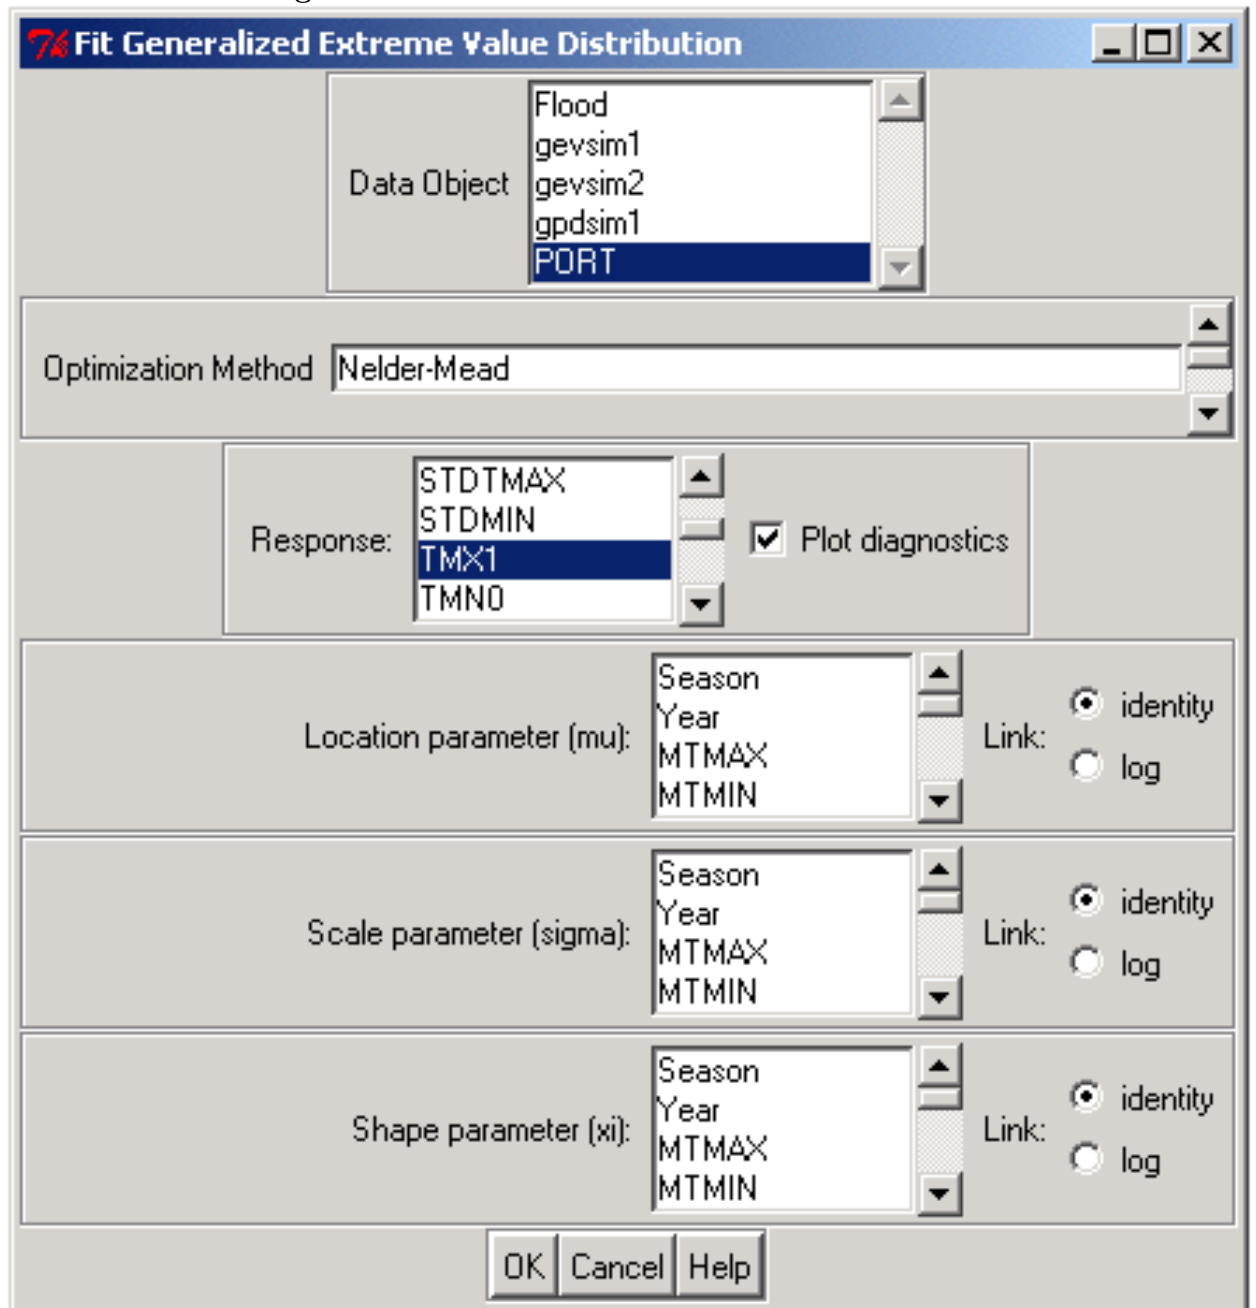 Fit Generalized Extreme Value Distribution
Data Object
Flood
gevsim1
gevsim2
gpdsim1
PORT
Optimization Method Nelder-Mead
Response:
STDTMAX
STDMIN
TMX1
TMN0
Plot diagnostics
Location parameter (mu):
Season
Year
MTMAX
MTMIN
Link:
identity
log
Scale parameter (sigma):
Season
Year
MTMAX
MTMIN
Link:
identity
log
Shape parameter (xi):
Season
Year
MTMAX
MTMIN
Link:
identity
log
OK Cancel Help